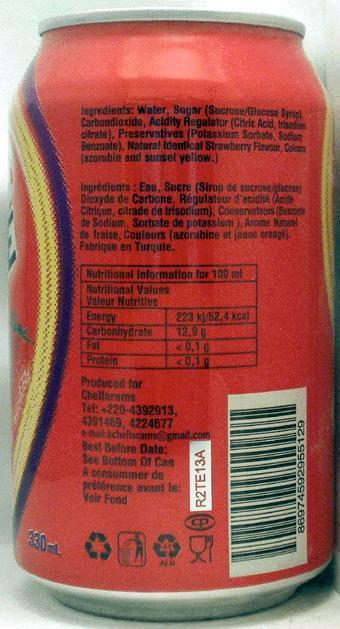 Ingredients: Water, Sugar (Sucrose/Glucose Syrup),
Carbondioxide, Acidity Regulator (Citric Acid, trisodium
citrate), Preservatives (Potassium Sorbate, Sodium
Benzoate), Natural Identical Strawberry Flavour, Colours
(azorubin and sunset yellow.)
Ingrédients : Eau, Sucre (Sirop de sucrose/glucose)
Dioxyde de Carbone, Régulateur d'acidité (Acide
Citrique, citrade de trisodium), Conservateurs (Benzoate
de Sodium, Sorbate de potassium ), Arome Naturel
de fraise, Couleurs (azorubine et jaune orange).
Fabrique en Turquie.
Nutritional Information for 100 ml
Nutritional Values
Valeur Nutritive
Energy 223 kj/52,4 kcal
Carbonhydrate 12,9 g
Fat < 0,1 g
Protein < 0,1 g
Produced for
Chellarams
Tel: +220-4392913,
4391469, 4224677
e-mail:kchellarams@gmail.com
Best Before Date:
See Bottom Of Can
A consommer de
préférence avant le:
Voir Fond
R2TE13A
330 mL
41
ALU
86974592955129